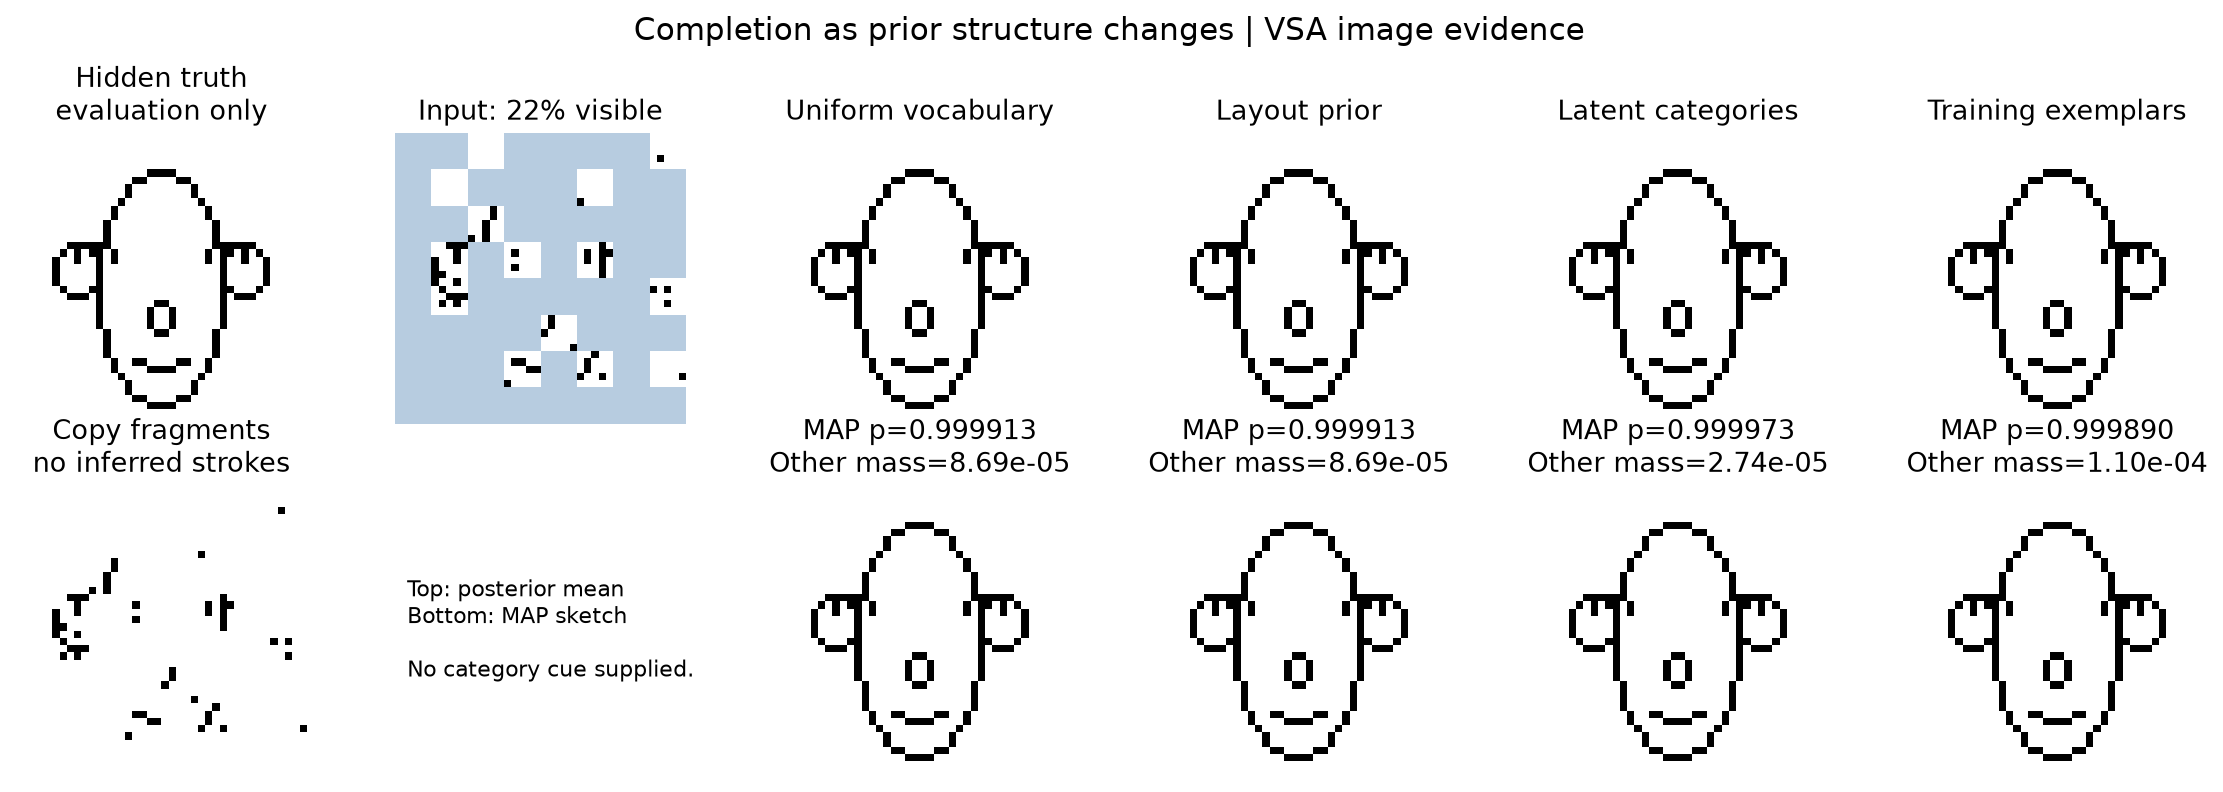 Completion as prior structure changes | VSA image evidence
Hidden truth
evaluation only
Input: 22% visible
Uniform vocabulary
Layout prior
Latent categories
Training exemplars
Copy fragments
no inferred strokes
MAP p=0.999913
Other mass=8.69e-05
MAP p=0.999913
Other mass=8.69e-05
MAP p=0.999973
Other mass=2.74e-05
MAP p=0.999890
Other mass=1.10e-04
Top: posterior mean
Bottom: MAP sketch
No category cue supplied.